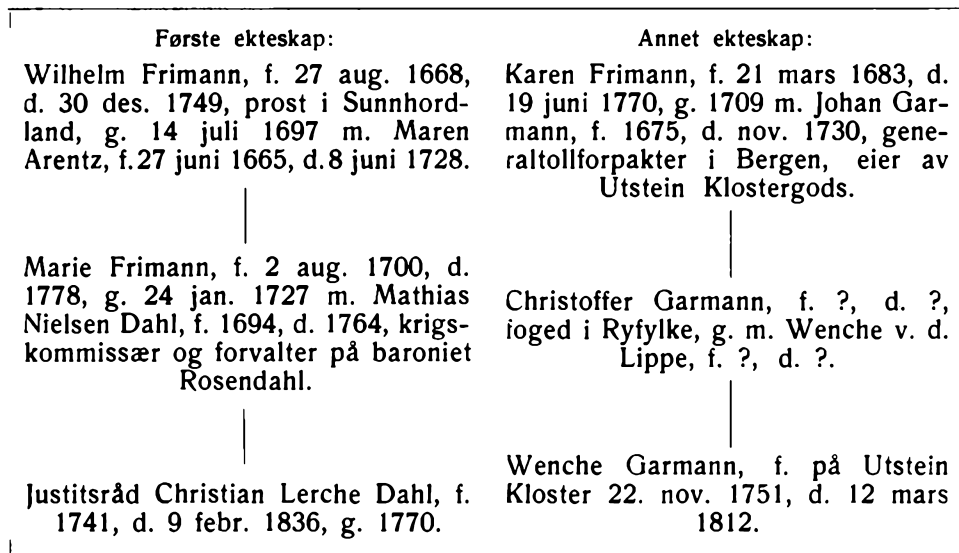 Første ekteskap:
Wilhelm Frimann, f. 27 aug. 1668,
d. 30 des. 1749, prost i Sunnhord-
land, g. 14 juli 1697 m. Maren
Arentz, f. 27 juni 1665, d. 8 juni 1728.
Marie Frimann, f. 2 aug. 1700, d.
1778, g. 24 jan. 1727 m. Mathias
Nielsen Dahl, f. 1694, d. 1764, krigs-
kommissær og forvalter på baroniet
Rosendahl.
Justitsråd Christian Lerche Dahl, f.
1741, d. 9 febr. 1836, g. 1770.
Annet ekteskap:
Karen Frimann, f. 21 mars 1683, d.
19 juni 1770, g. 1709 m. Johan Gar-
mann, f. 1675, d. nov. 1730, gene-
raltollforpakter i Bergen, eier av
Utstein Klostergods.
Christoffer Garmann, f. ?, d. ?,
foged i Ryfylke, g. m. Wenche v. d.
Lippe, f. ?, d. ?.
Wenche Garmann, f. på Utstein
Kloster 22. nov. 1751, d. 12 mars
1812.